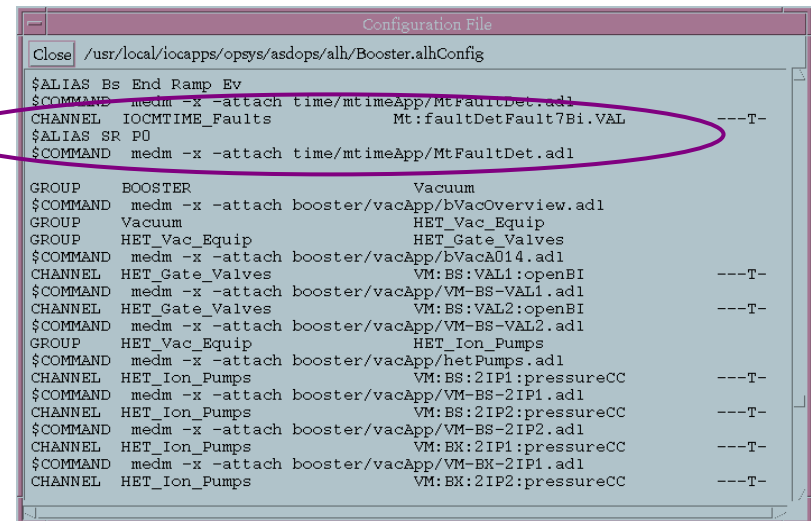 Configuration File
Close /usr/local/iocapps/opsys/asdops/alh/Booster.alhConfig
$ALIAS Bs End Ramp Ev
$COMMAND medm -x -attach time/mtimeApp/MtFaultDet.adl
CHANNEL IOCMTIME_Faults Mt:faultDetFault7Bi.VAL ---T-
$ALIAS SR P0
$COMMAND medm -x -attach time/mtimeApp/MtFaultDet.adl
GROUP BOOSTER Vacuum
$COMMAND medm -x -attach booster/vacApp/bVacOverview.adl
GROUP Vacuum HET_Vac_Equip
GROUP HET_Vac_Equip HET_Gate_Valves
$COMMAND medm -x -attach booster/vacApp/bVacA014.adl
CHANNEL HET_Gate_Valves VM:BS:VAL1:openBI ---T-
$COMMAND medm -x -attach booster/vacApp/VM-BS-VAL1.adl
CHANNEL HET_Gate_Valves VM:BS:VAL2:openBI ---T-
$COMMAND medm -x -attach booster/vacApp/VM-BS-VAL2.adl
GROUP HET_Vac_Equip HET_Ion_Pumps
$COMMAND medm -x -attach booster/vacApp/hetPumps.adl
CHANNEL HET_Ion_Pumps VM:BS:2IP1:pressureCC ---T-
$COMMAND medm -x -attach booster/vacApp/VM-BS-2IP1.adl
CHANNEL HET_Ion_Pumps VM:BS:2IP2:pressureCC ---T-
$COMMAND medm -x -attach booster/vacApp/VM-BS-2IP2.adl
CHANNEL HET_Ion_Pumps VM:BX:2IP1:pressureCC ---T-
$COMMAND medm -x -attach booster/vacApp/VM-BX-2IP1.adl
CHANNEL HET_Ion_Pumps VM:BX:2IP2:pressureCC ---T-